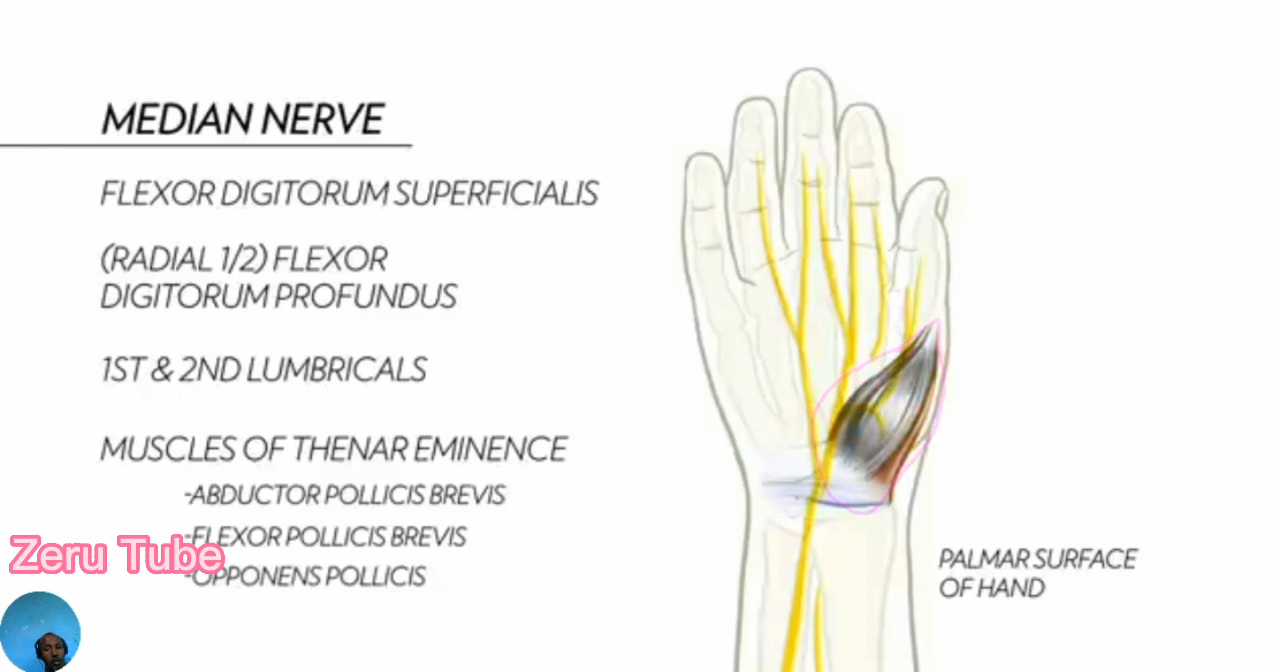 MEDIAN NERVE
FLEXOR DIGITORUM SUPERFICIALIS
(RADIAL 1/2) FLEXOR
DIGITORUM PROFUNDUS
1ST & 2ND LUMBRICALS
MUSCLES OF THENAR EMINENCE
-ABDUCTOR POLLICIS BREVIS
-FLEXOR POLLICIS BREVIS
-OPPONENS POLLICIS
Zeru Tube
PALMAR SURFACE
OF HAND